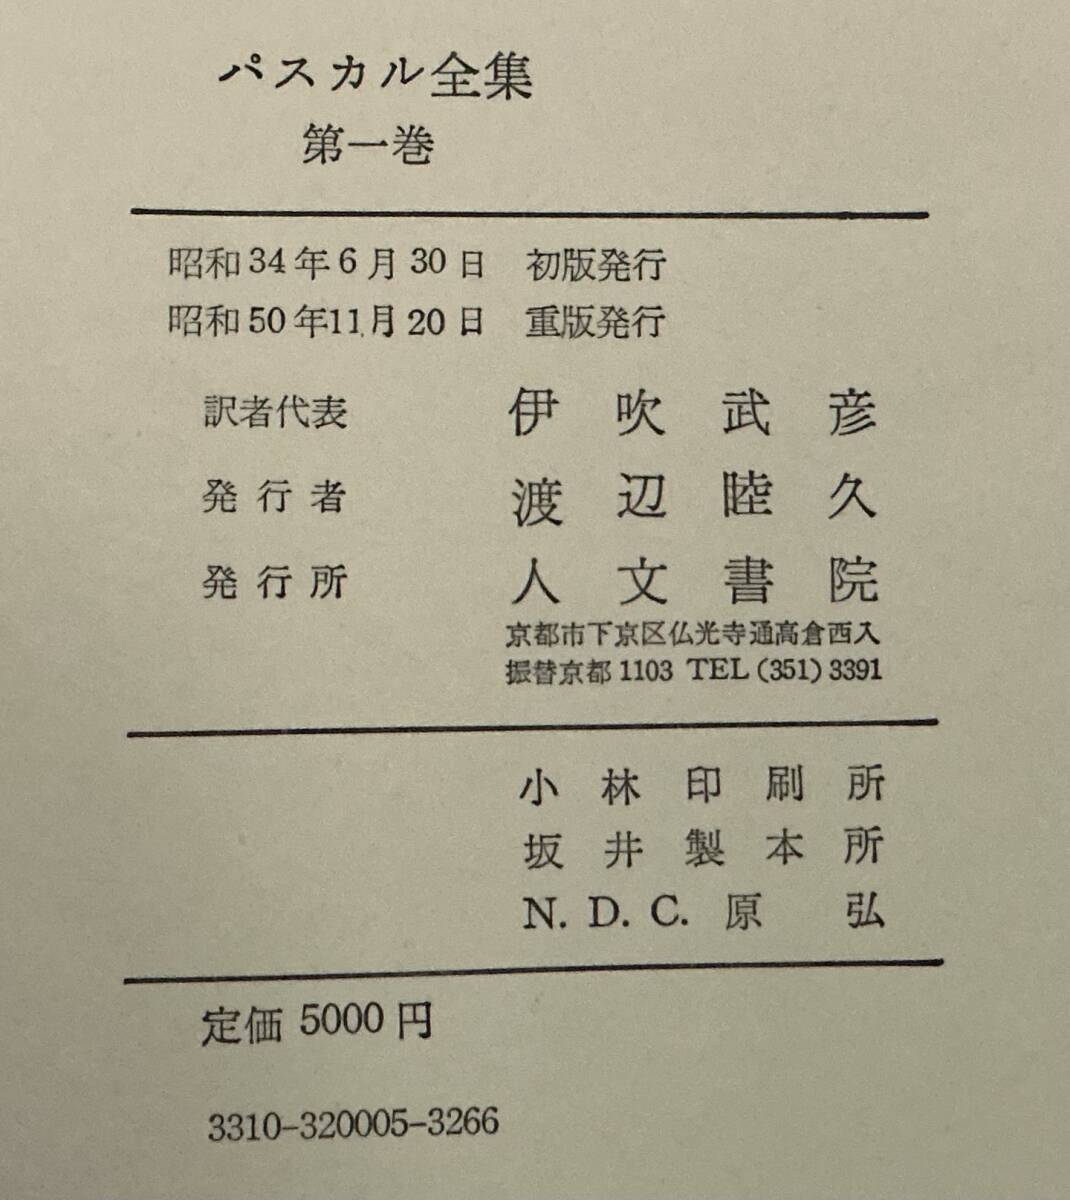 パスカル全集
第一巻
昭和34年6月30日 初版発行
昭和50年11月20日 重版発行
訳者代表 伊吹武彦
発行者 渡辺睦久
発行所 人文書院
京都市下京区仏光寺通高倉西入
振替京都1103 TEL(351)3391
小林印刷所
坂井製本所
N.D.C.原弘
定価5000円
3310-320005-3266